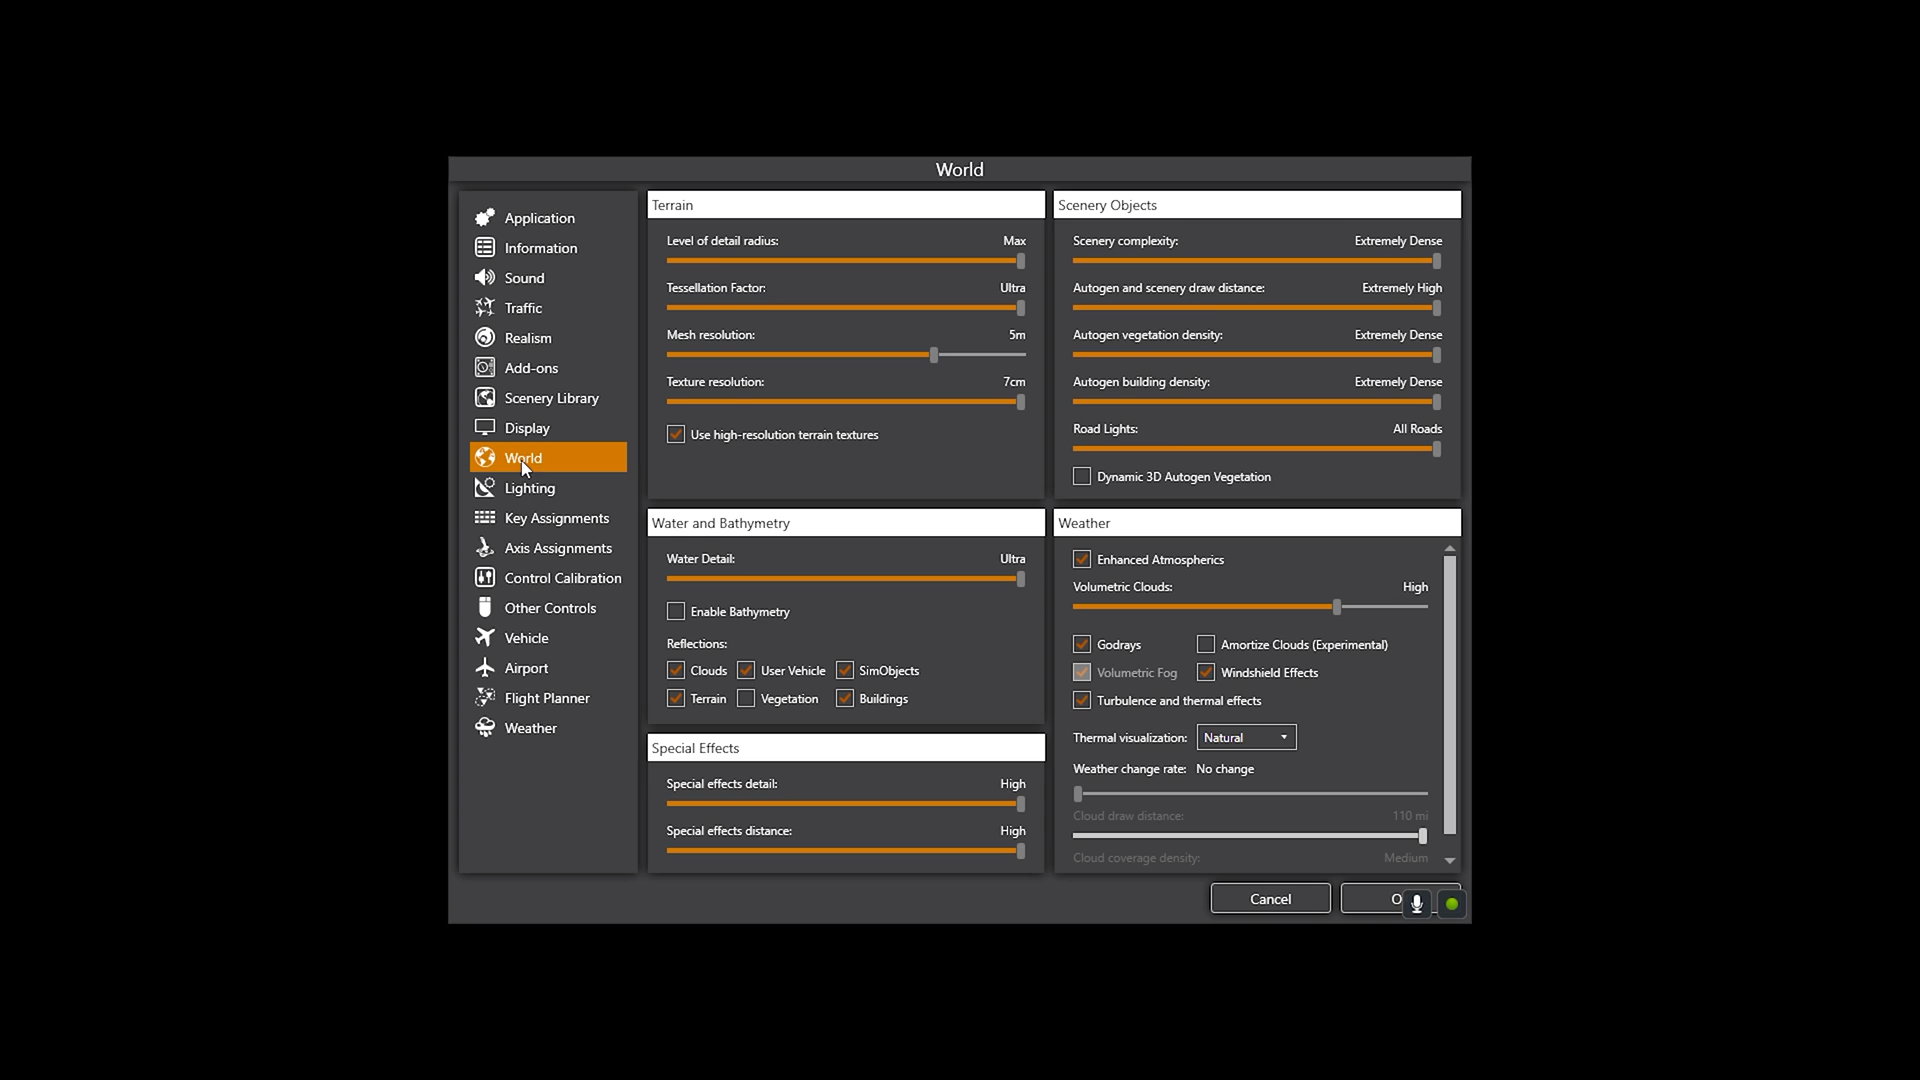 World
Application
Information
Sound
Traffic
Realism
Add-ons
Scenery Library
Display
World
Lighting
Key Assignments
Axis Assignments
Control Calibration
Other Controls
Vehicle
Airport
Flight Planner
Weather
Terrain
Level of detail radius: Max
Tessellation Factor: Ultra
Mesh resolution: 5m
Texture resolution: 7cm
Use high-resolution terrain textures
Water and Bathymetry
Water Detail: Ultra
Enable Bathymetry
Reflections:
Clouds User Vehicle SimObjects
Terrain Vegetation Buildings
Special Effects
Special effects detail: High
Special effects distance: High
Scenery Objects
Scenery complexity: Extremely Dense
Autogen and scenery draw distance: Extremely High
Autogen vegetation density: Extremely Dense
Autogen building density: Extremely Dense
Road Lights: All Roads
Dynamic 3D Autogen Vegetation
Weather
Enhanced Atmospherics
Volumetric Clouds: High
Godrays Amortize Clouds (Experimental)
Volumetric Fog Windshield Effects
Turbulence and thermal effects
Thermal visualization: Natural
Weather change rate: No change
Cloud draw distance: 110 mi
Cloud coverage density: Medium
Cancel